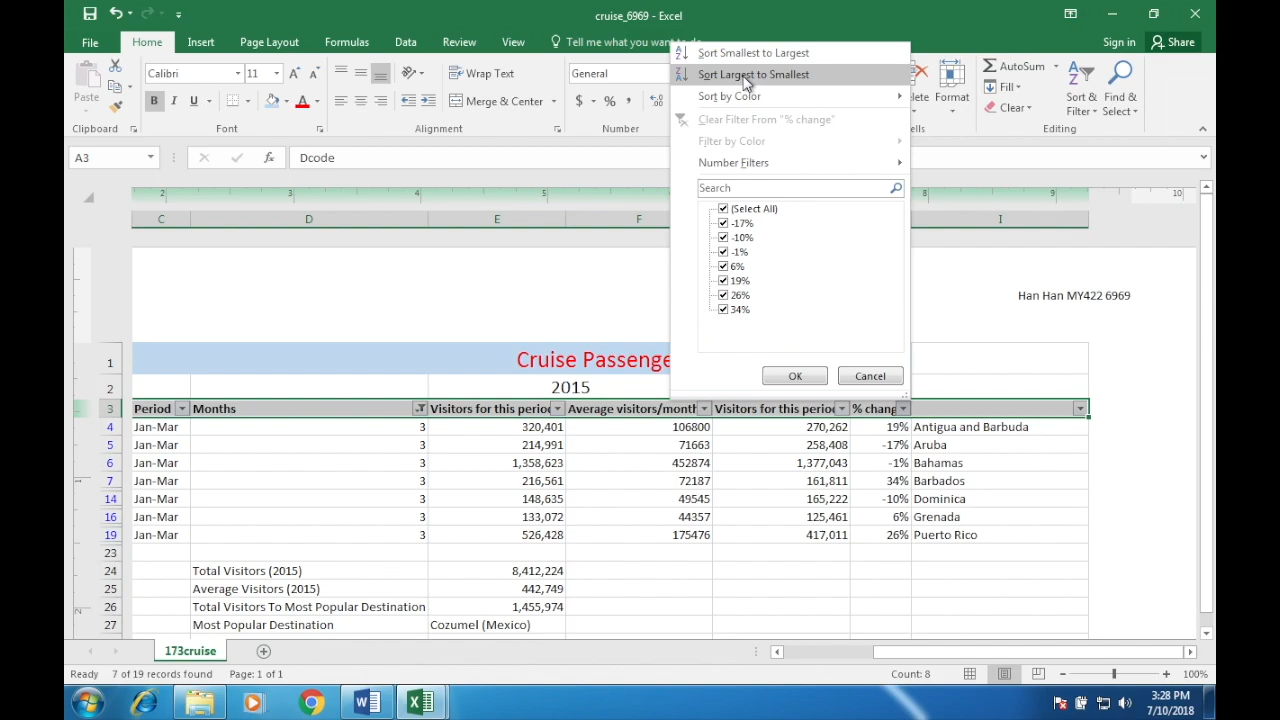 cruise_6969 - Excel
File Home Insert Page Layout Formulas Data Review View Tell me what you want to do... Sign in Share
Paste Calibri 11 Wrap Text General AutoSum
B I U A Merge & Center $ % , Format Fill Sort & Filter Find & Select
Clear
Clipboard Font Alignment Number Editing
Sort Smallest to Largest
Sort Largest to Smallest
Sort by Color
Clear Filter From "% change"
Filter by Color
Number Filters
Search
(Select All)
-17%
-10%
-1%
6%
19%
26%
34%
OK Cancel
A3 fx Dcode
2 3 4 5 8 9 10
C D E F I
Han Han MY422 6969
1 Cruise Passenge
2 2015
3 Period Months Visitors for this period Average visitors/month Visitors for this period % chang
4 Jan-Mar 3 320,401 106800 270,262 19% Antigua and Barbuda
5 Jan-Mar 3 214,991 71663 258,408 -17% Aruba
6 Jan-Mar 3 1,358,623 452874 1,377,043 -1% Bahamas
7 Jan-Mar 3 216,561 72187 161,811 34% Barbados
14 Jan-Mar 3 148,635 49545 165,222 -10% Dominica
16 Jan-Mar 3 133,072 44357 125,461 6% Grenada
19 Jan-Mar 3 526,428 175476 417,011 26% Puerto Rico
23
24 Total Visitors (2015) 8,412,224
25 Average Visitors (2015) 442,749
26 Total Visitors To Most Popular Destination 1,455,974
27 Most Popular Destination Cozumel (Mexico)
173cruise
Ready 7 of 19 records found Page: 1 of 1 Count: 8 100%
3:28 PM
7/10/2018